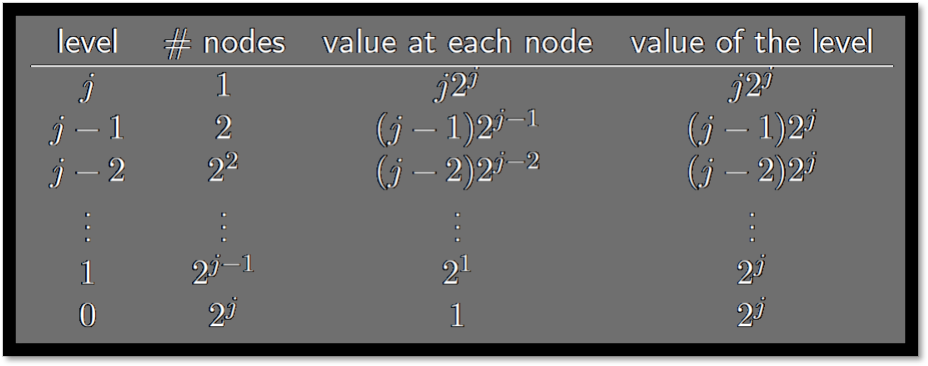 level # nodes value at each node value of the level
j 1 j2^j j2^j
j − 1 2 (j − 1)2^{j−1} (j − 1)2^j
j − 2 2^2 (j − 2)2^{j−2} (j − 2)2^j
⋮ ⋮ ⋮ ⋮
1 2^{j−1} 2^1 2^j
0 2^j 1 2^j